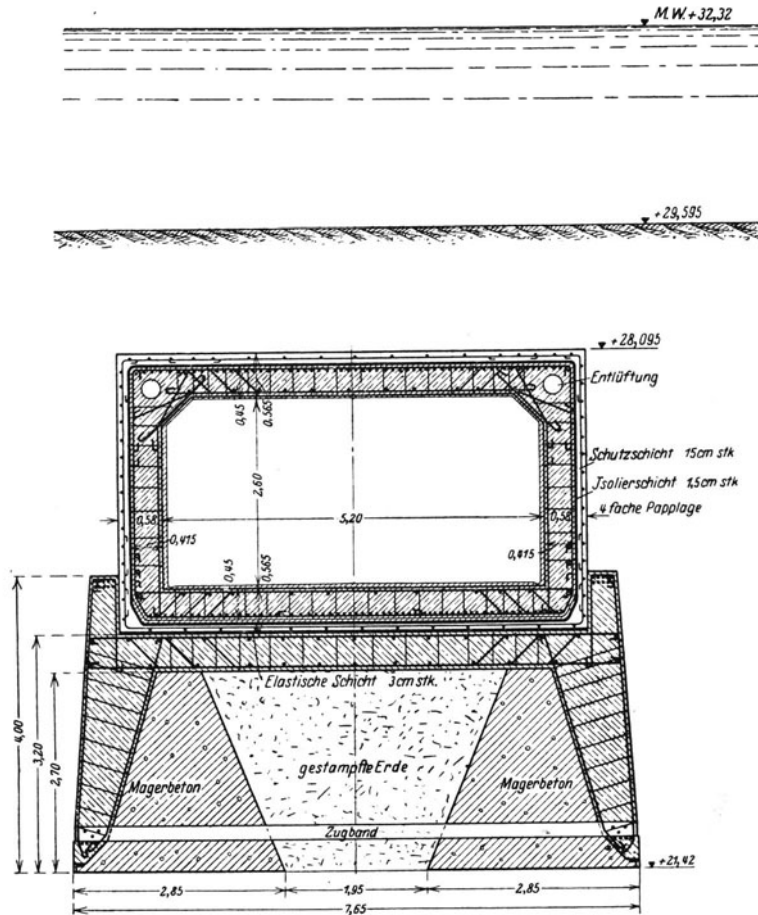 M.W.+32,32
+29,595
+28,095
Entlüftung
0,45
0,565
Schutzschicht 15cm stk
2,60
Jsolierschicht 1,5cm stk
4 fache Papplage
0,58
5,20
0,58
0,415
0,415
0,45
0,565
Elastische Schicht 3cm stk.
4,00
3,20
2,70
gestampfte Erde
Magerbeton
Magerbeton
Zugband
+21,42
2,85
1,95
2,85
7,65